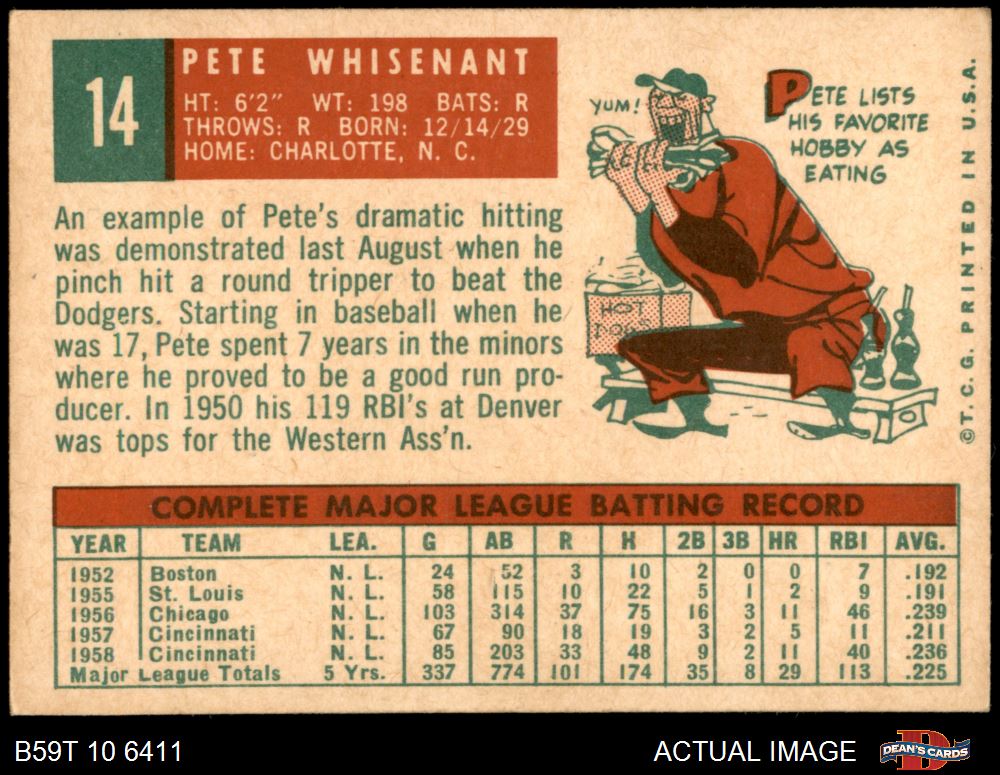 14
PETE WHISENANT
HT: 6'2" WT: 198 BATS: R
THROWS: R BORN: 12/14/29
HOME: CHARLOTTE, N. C.
YUM!
PETE LISTS
HIS FAVORITE
HOBBY AS
EATING
HOT
DOGS
©T. C. G. PRINTED IN U.S.A.
An example of Pete's dramatic hitting
was demonstrated last August when he
pinch hit a round tripper to beat the
Dodgers. Starting in baseball when he
was 17, Pete spent 7 years in the minors
where he proved to be a good run pro-
ducer. In 1950 his 119 RBI's at Denver
was tops for the Western Ass'n.
COMPLETE MAJOR LEAGUE BATTING RECORD
YEAR TEAM LEA. G AB R H 2B 3B HR RBI AVG.
1952 Boston N. L. 24 52 3 10 2 0 0 7 .192
1955 St. Louis N. L. 58 115 10 22 5 1 2 9 .191
1956 Chicago N. L. 103 314 37 75 16 3 11 46 .239
1957 Cincinnati N. L. 67 90 18 19 3 2 5 11 .211
1958 Cincinnati N. L. 85 203 33 48 9 2 11 40 .236
Major League Totals 5 Yrs. 337 774 101 174 35 8 29 113 .225
B59T 10 6411
ACTUAL IMAGE
DEAN'S CARDS